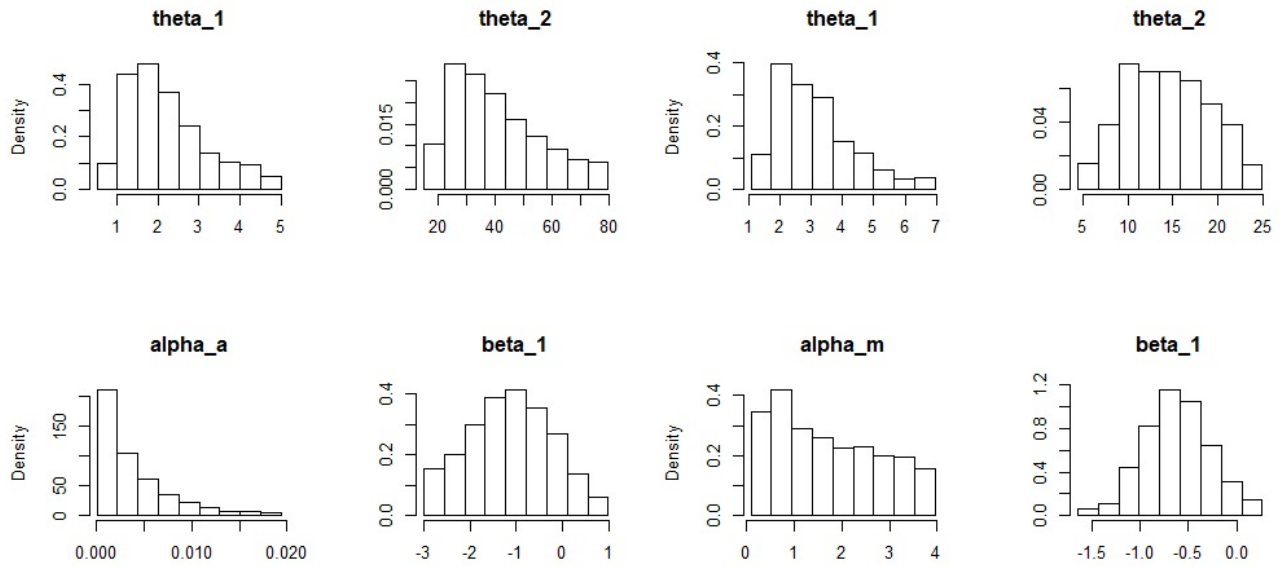 theta_1
theta_2
theta_1
theta_2
Density
0.0 0.2 0.4
1 2 3 4 5
0.000 0.015
20 40 60 80
Density
0.0 0.2 0.4
1 2 3 4 5 6 7
0.00 0.04
5 10 15 20 25
alpha_a
beta_1
alpha_m
beta_1
Density
0 50 150
0.000 0.010 0.020
0.0 0.2 0.4
-3 -2 -1 0 1
Density
0.0 0.2 0.4
0 1 2 3 4
0.0 0.4 0.8 1.2
-1.5 -1.0 -0.5 0.0